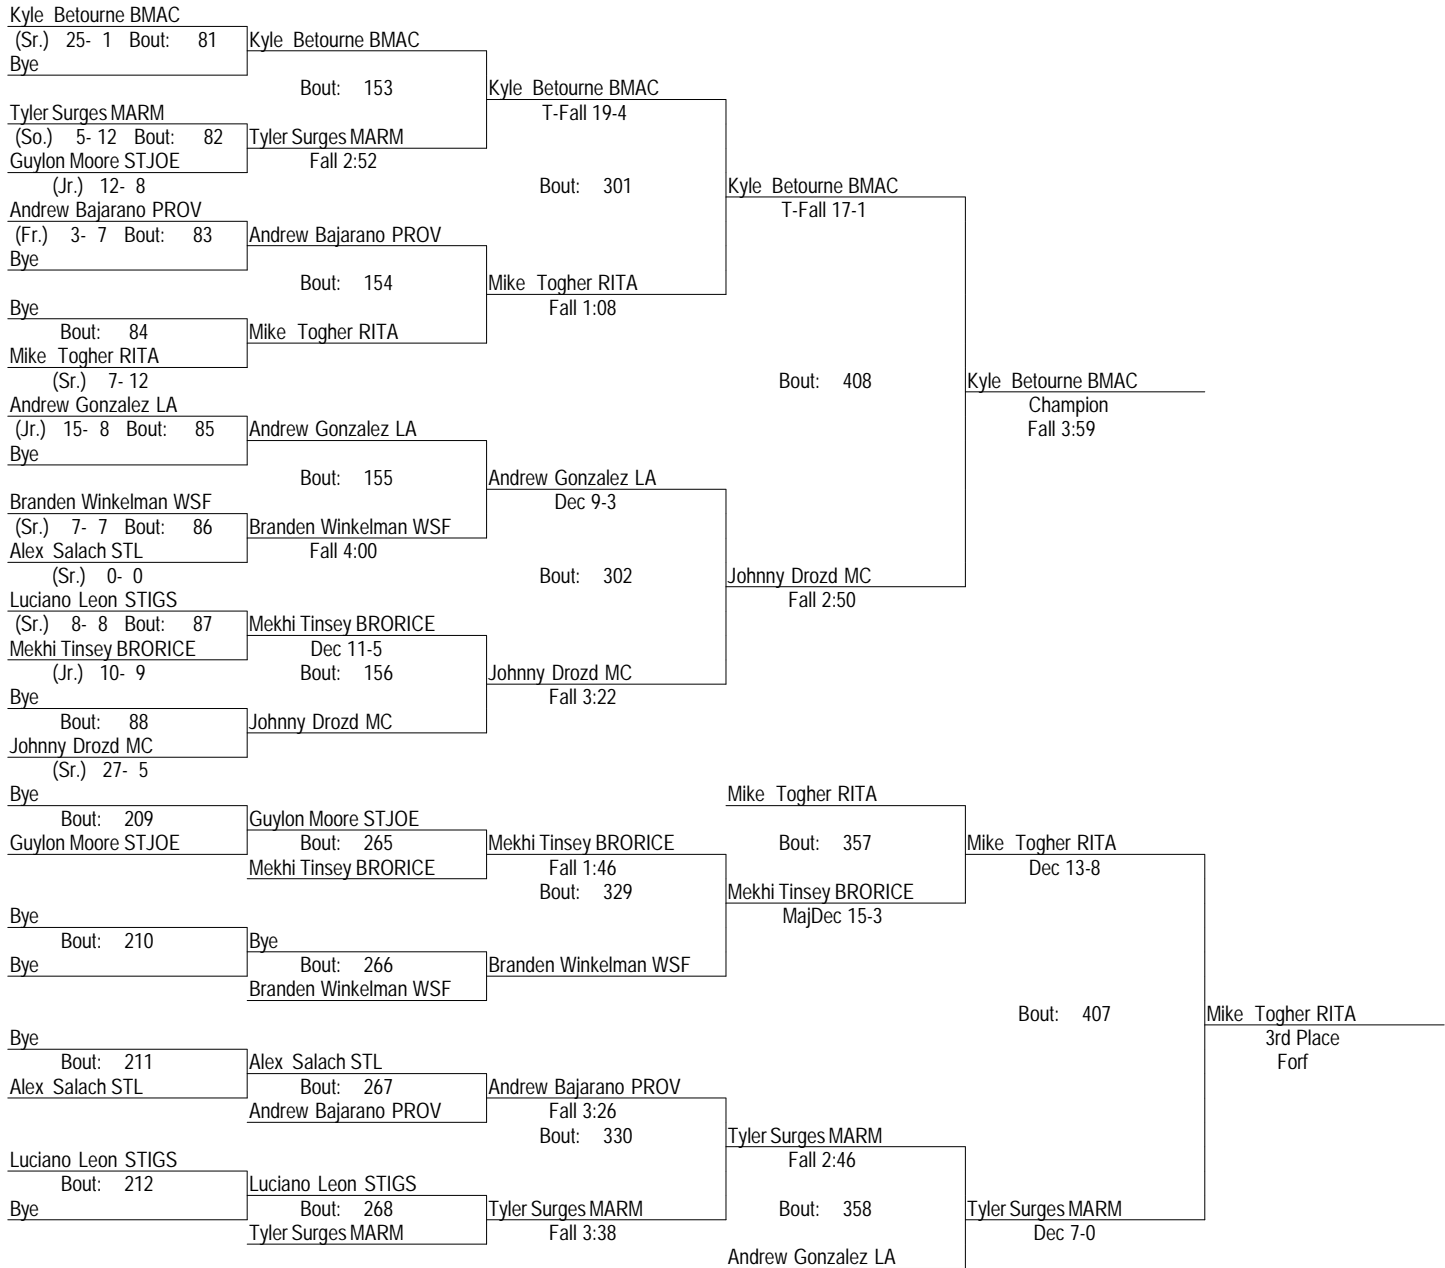 Kyle Betourne BMAC
(Sr.) 25- 1 Bout: 81 Kyle Betourne BMAC
Bye
Bout: 153 Kyle Betourne BMAC
Tyler Surges MARM T-Fall 19-4
(So.) 5- 12 Bout: 82 Tyler Surges MARM
Guylon Moore STJOE Fall 2:52
(Jr.) 12- 8 Bout: 301 Kyle Betourne BMAC
Andrew Bajarano PROV T-Fall 17-1
(Fr.) 3- 7 Bout: 83 Andrew Bajarano PROV
Bye
Bout: 154 Mike Togher RITA
Bye Fall 1:08
Bout: 84 Mike Togher RITA
Mike Togher RITA
(Sr.) 7- 12 Bout: 408 Kyle Betourne BMAC
Andrew Gonzalez LA Champion
(Jr.) 15- 8 Bout: 85 Andrew Gonzalez LA Fall 3:59
Bye
Bout: 155 Andrew Gonzalez LA
Branden Winkelman WSF Dec 9-3
(Sr.) 7- 7 Bout: 86 Branden Winkelman WSF
Alex Salach STL Fall 4:00
(Sr.) 0- 0 Bout: 302 Johnny Drozd MC
Luciano Leon STIGS Fall 2:50
(Sr.) 8- 8 Bout: 87 Mekhi Tinsey BRORICE
Mekhi Tinsey BRORICE Dec 11-5
(Jr.) 10- 9 Bout: 156 Johnny Drozd MC
Bye Fall 3:22
Bout: 88 Johnny Drozd MC
Johnny Drozd MC
(Sr.) 27- 5
Bye Mike Togher RITA
Bout: 209 Guylon Moore STJOE
Guylon Moore STJOE Bout: 265 Mekhi Tinsey BRORICE Bout: 357 Mike Togher RITA
Mekhi Tinsey BRORICE Fall 1:46 Dec 13-8
Bout: 329 Mekhi Tinsey BRORICE
Bye MajDec 15-3
Bout: 210 Bye
Bye Bout: 266 Branden Winkelman WSF
Branden Winkelman WSF
Bout: 407 Mike Togher RITA
Bye 3rd Place
Bout: 211 Alex Salach STL Forf
Alex Salach STL Bout: 267 Andrew Bajarano PROV
Andrew Bajarano PROV Fall 3:26
Bout: 330 Tyler Surges MARM
Luciano Leon STIGS Fall 2:46
Bout: 212 Luciano Leon STIGS
Bye Bout: 268 Tyler Surges MARM Bout: 358 Tyler Surges MARM
Tyler Surges MARM Fall 3:38 Dec 7-0
Andrew Gonzalez LA